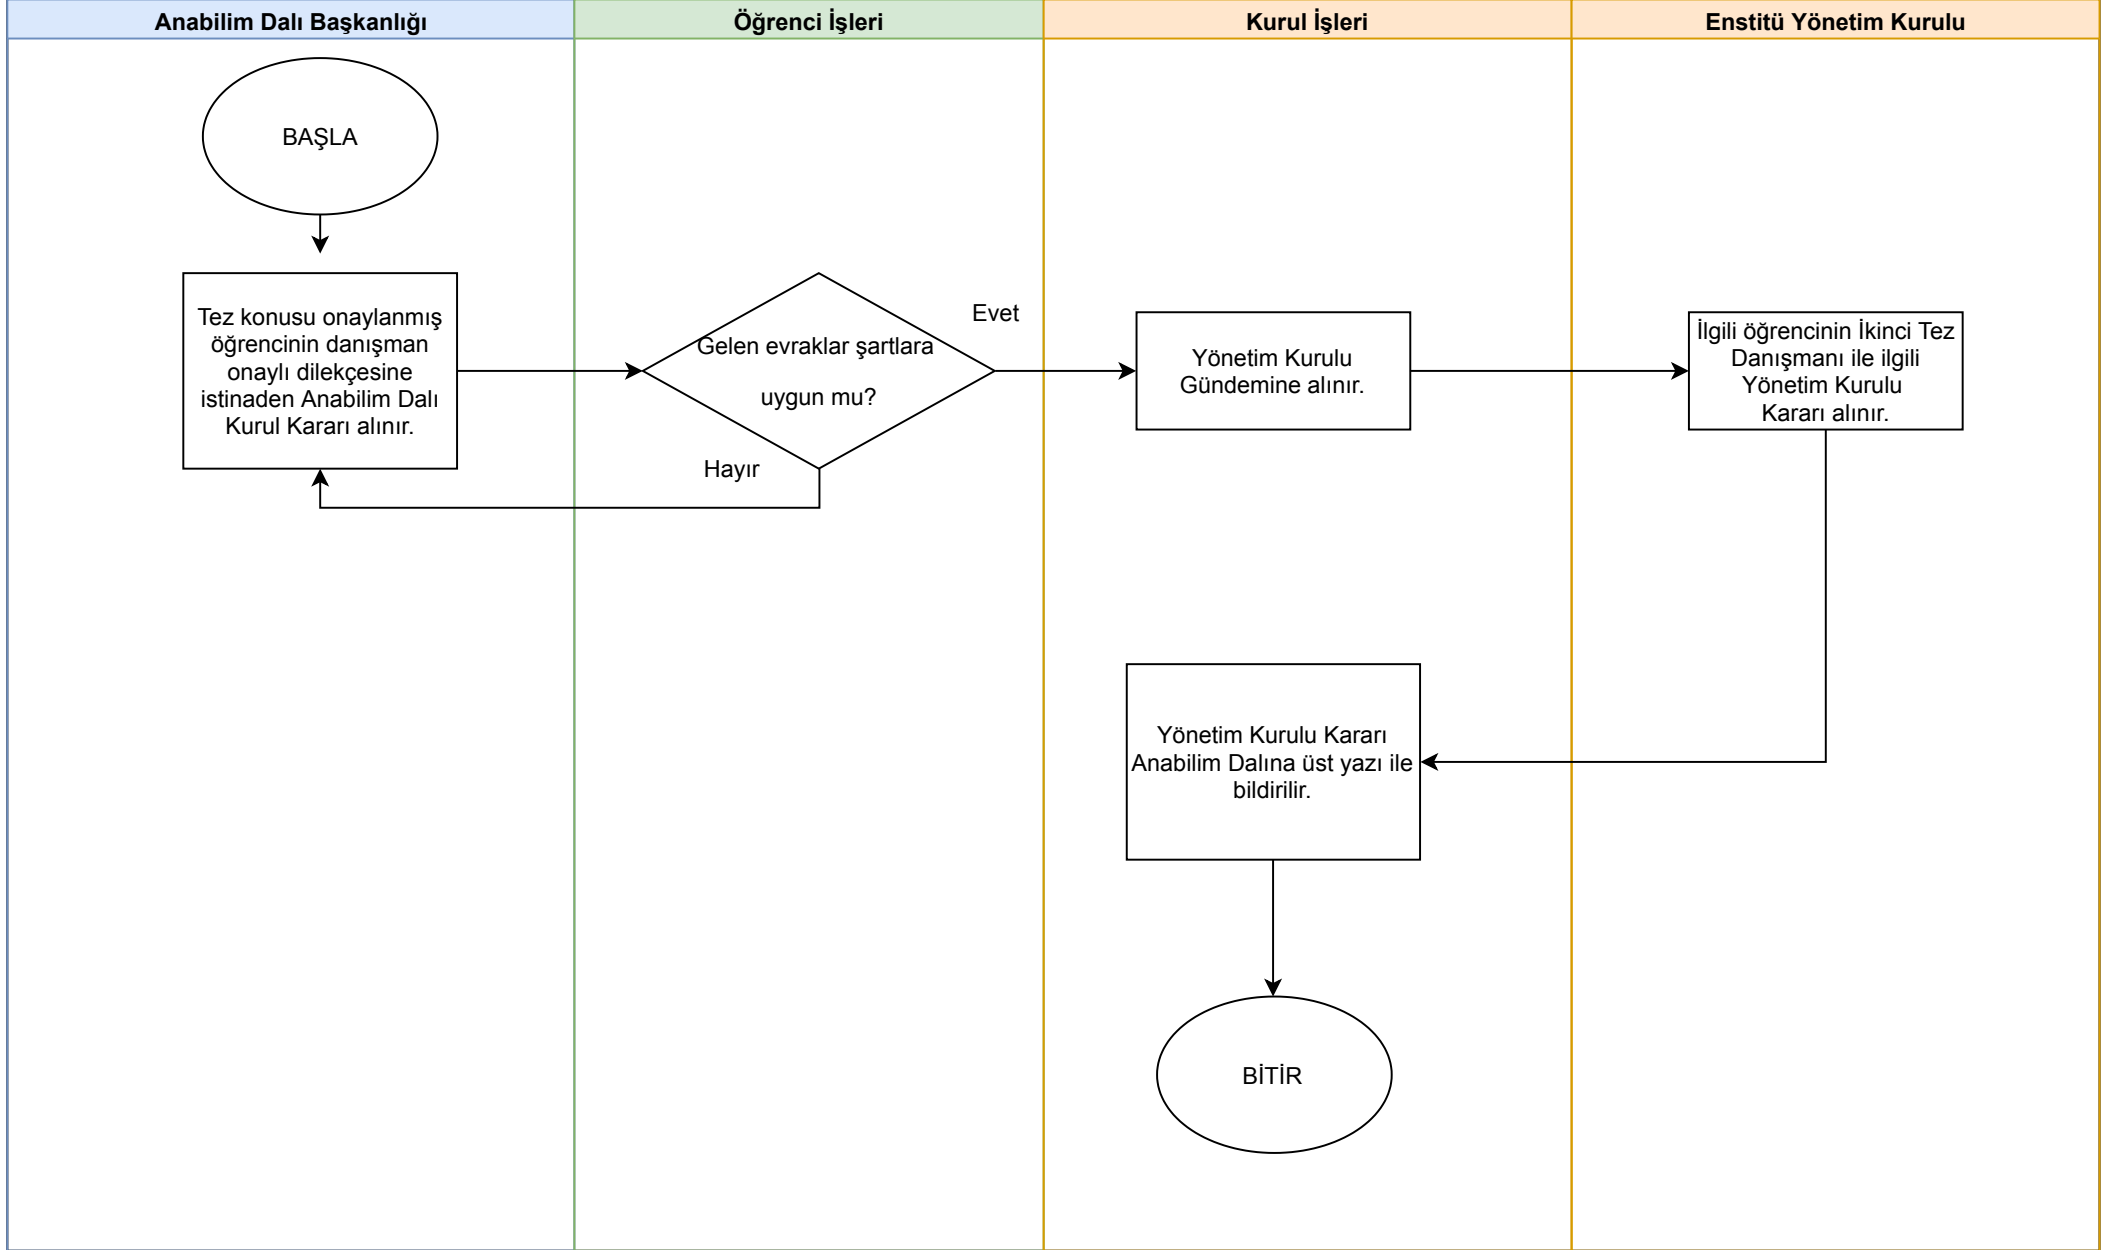 Anabilim Dalı Başkanlığı
Öğrenci İşleri
Kurul İşleri
Enstitü Yönetim Kurulu
BAŞLA
Tez konusu onaylanmış
öğrencinin danışman
onaylı dilekçesine
istinaden Anabilim Dalı
Kurul Kararı alınır.
Gelen evraklar şartlara
uygun mu?
Evet
Hayır
Yönetim Kurulu
Gündemine alınır.
İlgili öğrencinin İkinci Tez
Danışmanı ile ilgili
Yönetim Kurulu
Kararı alınır.
Yönetim Kurulu Kararı
Anabilim Dalına üst yazı ile
bildirilir.
BİTİR